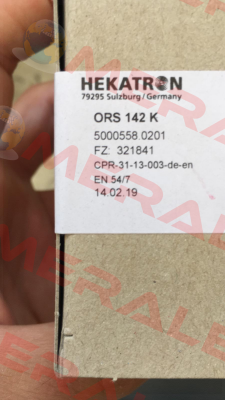 HEKATRON
79295 Sulzburg/Germany
ORS 142 K
5000558.0201
FZ: 321841
CPR-31-13-003-de-en
EN 54/7
14.02.19